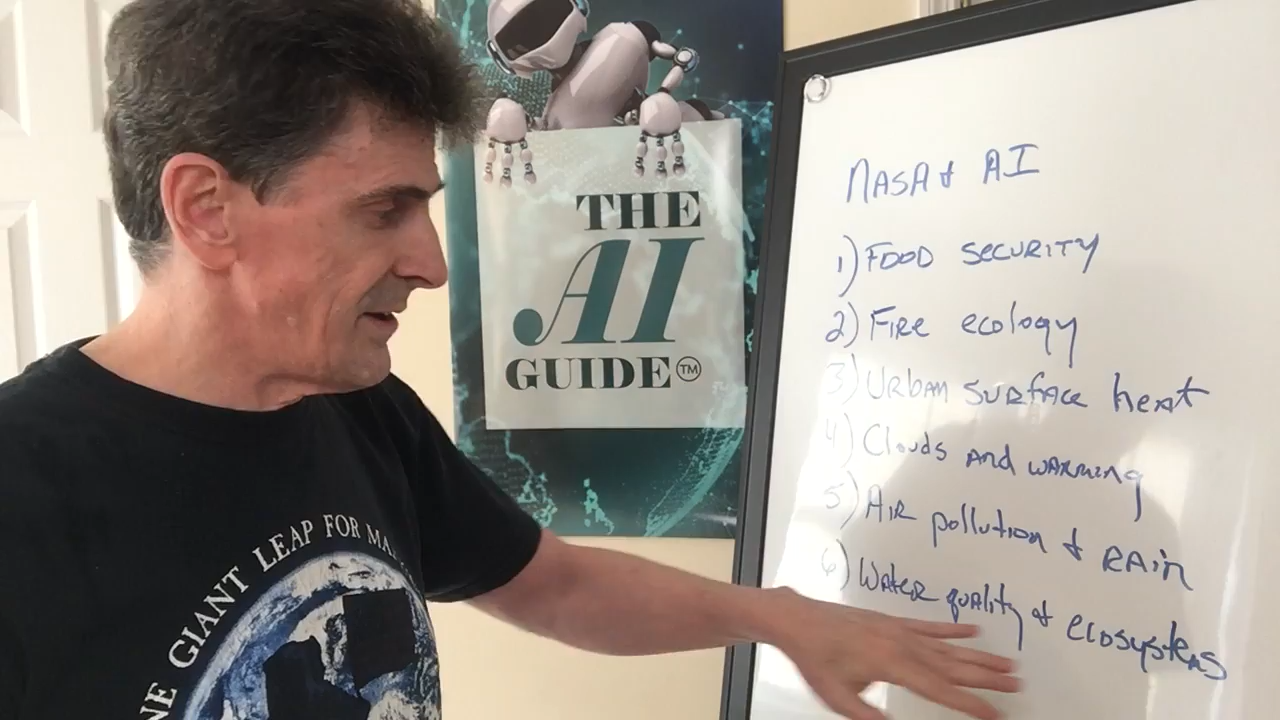 THE
AI
GUIDE™
NE GIANT LEAP FOR MA
NASA & AI
1) FOOD SECURITY
2) Fire ecology
3) URBAN SURFACE heat
4) Clouds and WARMING
5) AIR pollution & RAin
6) WATER quality & ecosystems